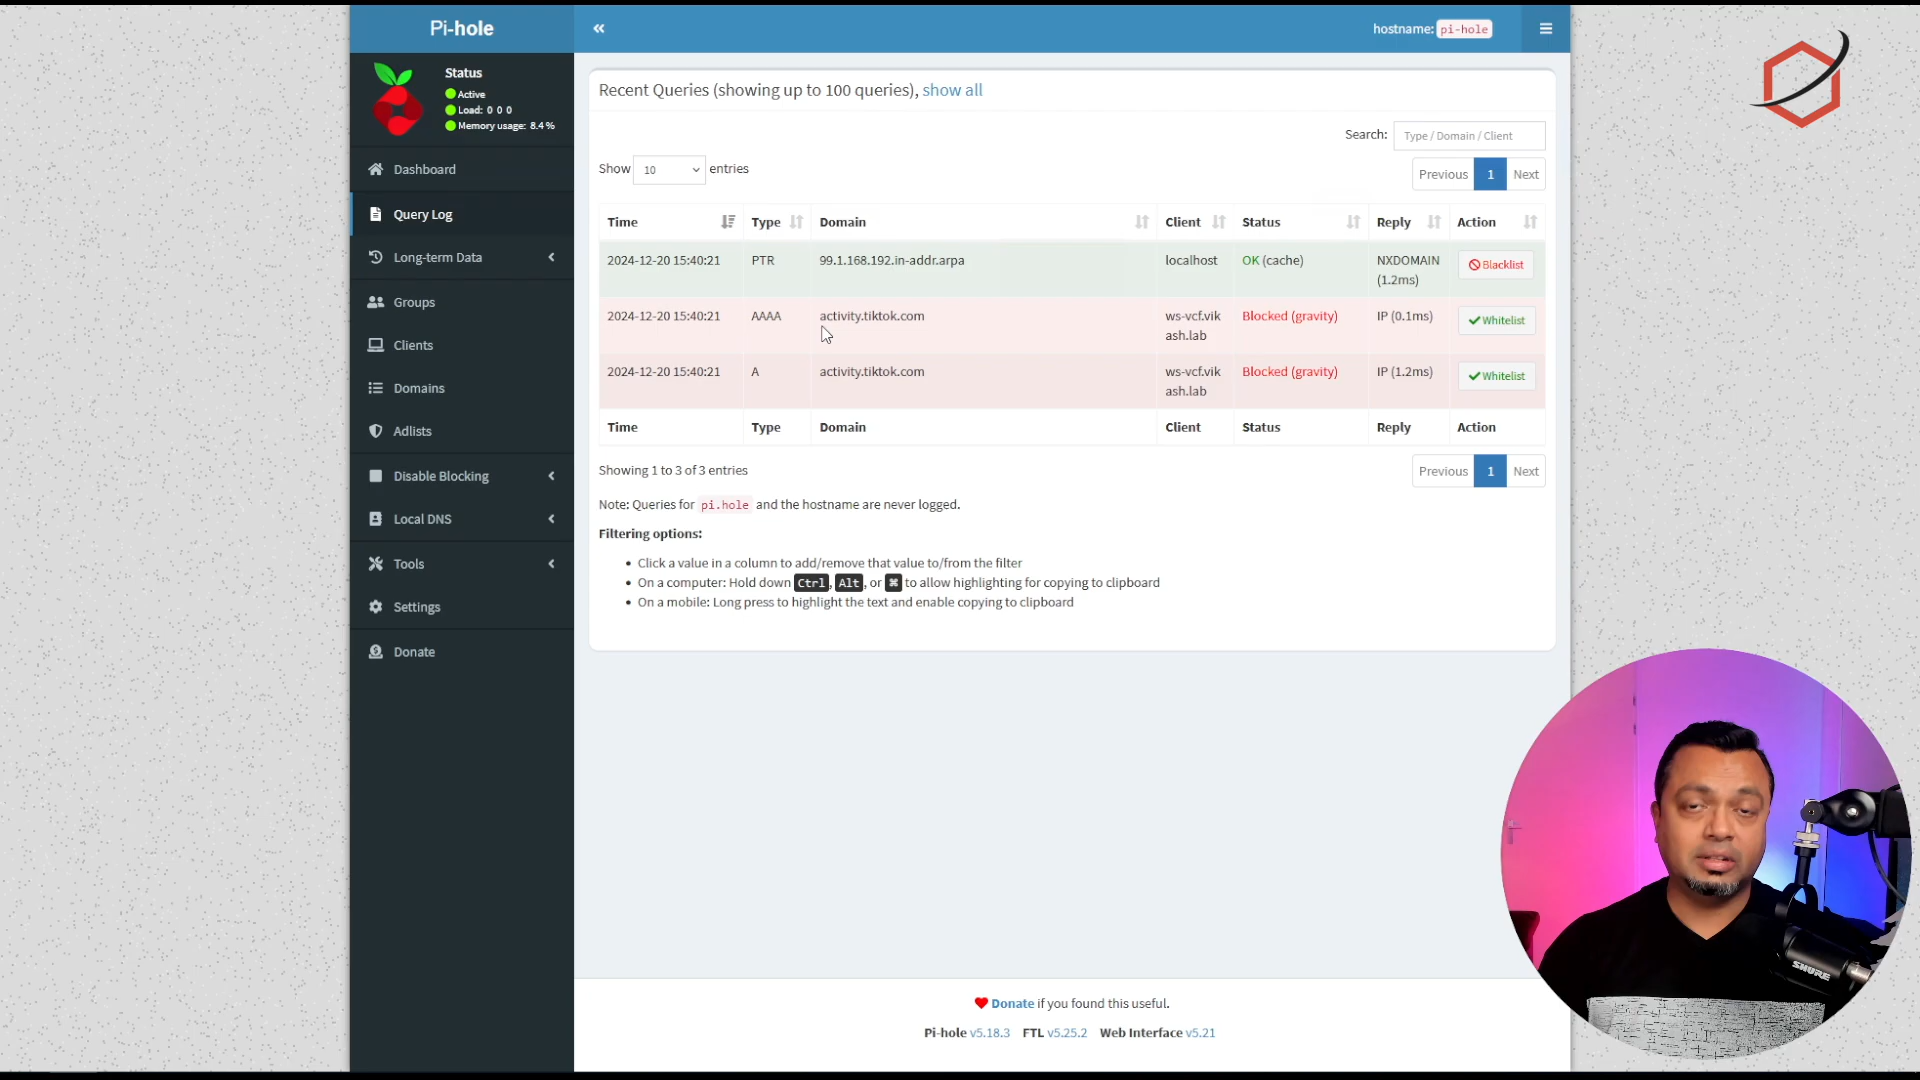 Pi-hole
hostname: pi-hole
Status
Active
Load: 0 0 0
Memory usage: 8.4 %
Dashboard
Query Log
Long-term Data
Groups
Clients
Domains
Adlists
Disable Blocking
Local DNS
Tools
Settings
Donate
Recent Queries (showing up to 100 queries), show all
Search: Type / Domain / Client
Show 10 entries
Previous 1 Next
Time Type Domain Client Status Reply Action
2024-12-20 15:40:21 PTR 99.1.168.192.in-addr.arpa localhost OK (cache) NXDOMAIN (1.2ms) Blacklist
2024-12-20 15:40:21 AAAA activity.tiktok.com ws-vcf.vikash.lab Blocked (gravity) IP (0.1ms) Whitelist
2024-12-20 15:40:21 A activity.tiktok.com ws-vcf.vikash.lab Blocked (gravity) IP (1.2ms) Whitelist
Time Type Domain Client Status Reply Action
Showing 1 to 3 of 3 entries
Previous 1 Next
Note: Queries for pi.hole and the hostname are never logged.
Filtering options:
Click a value in a column to add/remove that value to/from the filter
On a computer: Hold down Ctrl, Alt, or ⌘ to allow highlighting for copying to clipboard
On a mobile: Long press to highlight the text and enable copying to clipboard
Donate if you found this useful.
Pi-hole v5.18.3 FTL v5.25.2 Web Interface v5.21
SHURE